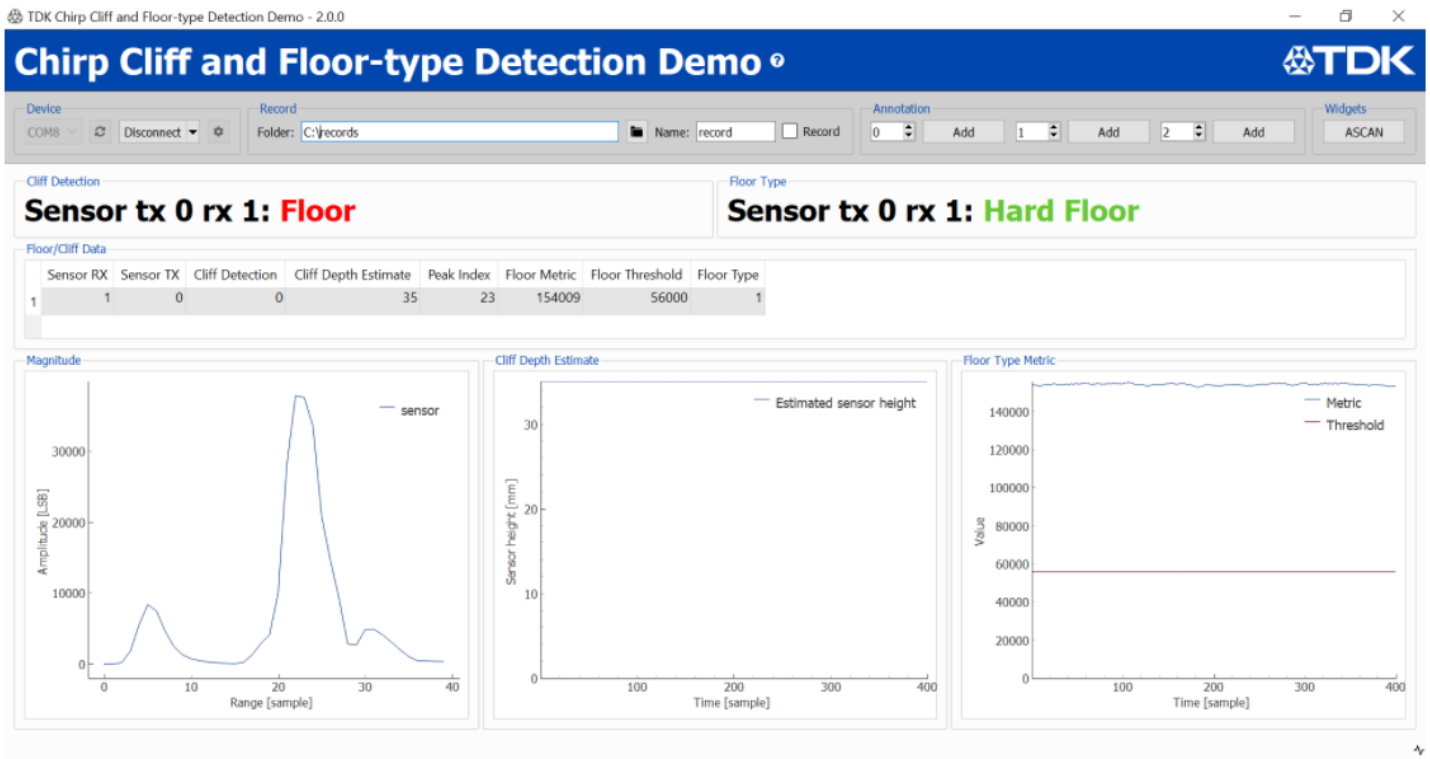 TDK Chirp Cliff and Floor-type Detection Demo - 2.0.0
Chirp Cliff and Floor-type Detection Demo
TDK
Device
COM8
Disconnect
Record
Folder: C:\records
Name: record
Record
Annotation
0 Add 1 Add 2 Add
Widgets
ASCAN
Cliff Detection
Sensor tx 0 rx 1: Floor
Floor Type
Sensor tx 0 rx 1: Hard Floor
Floor/Cliff Data
Sensor RX Sensor TX Cliff Detection Cliff Depth Estimate Peak Index Floor Metric Floor Threshold Floor Type
1 1 0 0 35 23 154009 56000 1
Magnitude
sensor
30000
20000
10000
0
Amplitude [LSB]
0 10 20 30 40
Range [sample]
Cliff Depth Estimate
Estimated sensor height
30
20
10
0
Sensor height [mm]
100 200 300 400
Time [sample]
Floor Type Metric
Metric
Threshold
140000
120000
100000
80000
60000
40000
20000
0
Value
100 200 300 400
Time [sample]